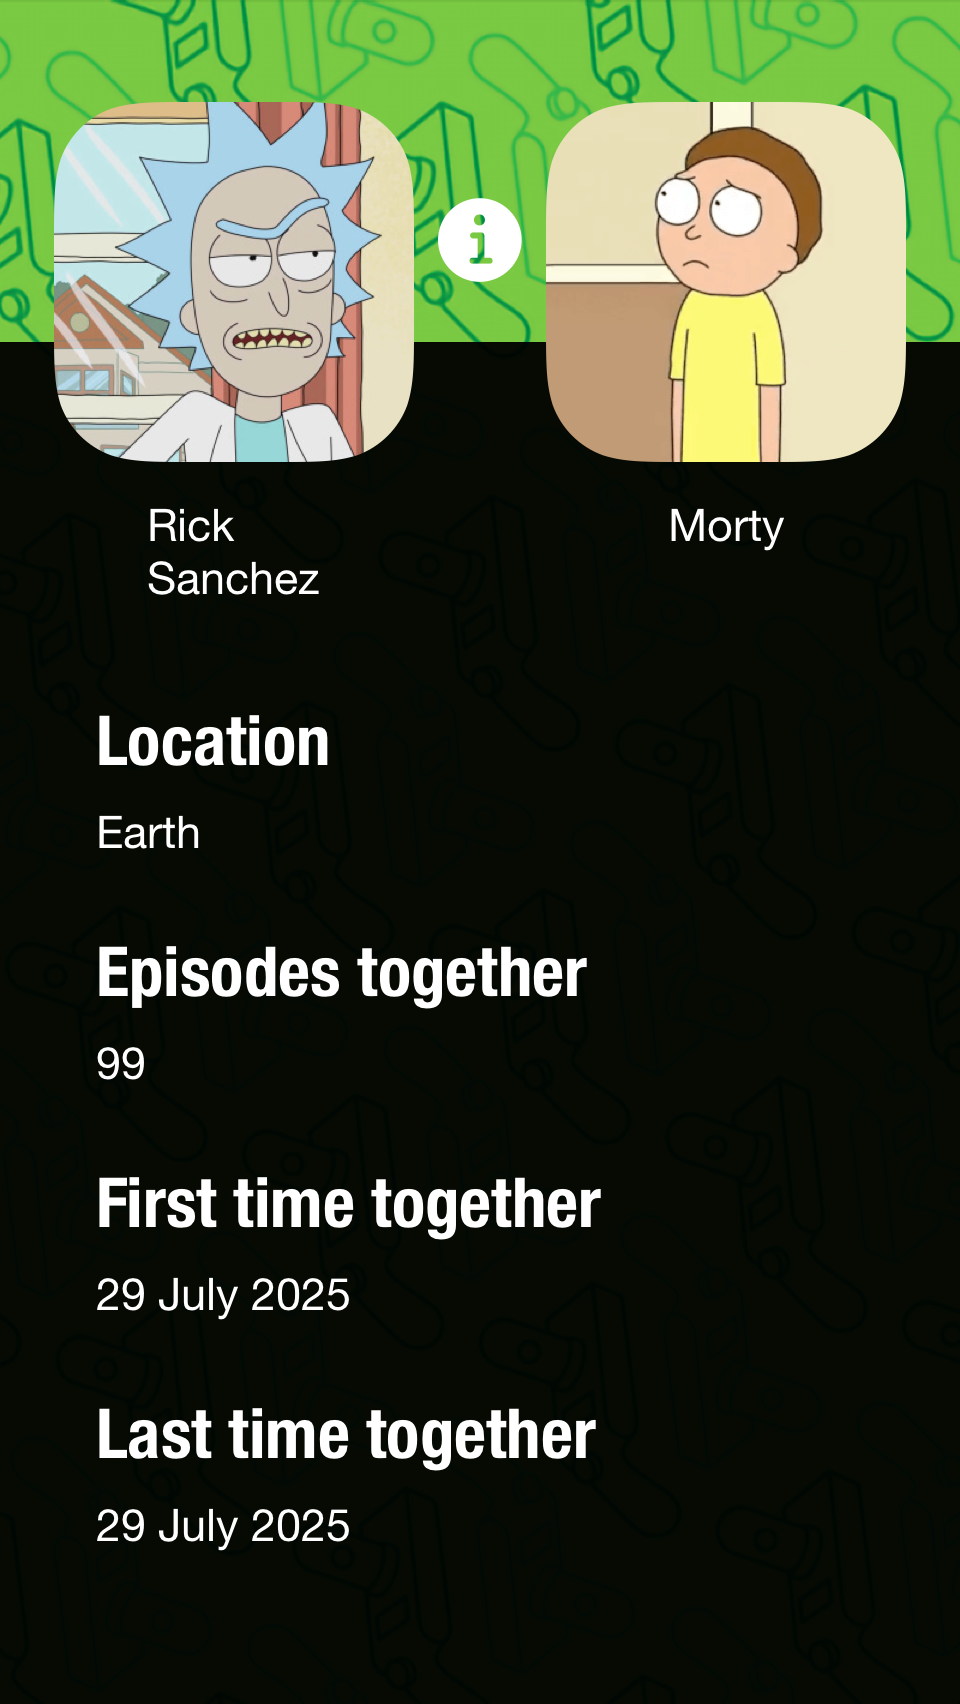 i
Rick
Sanchez
Morty
Location
Earth
Episodes together
99
First time together
29 July 2025
Last time together
29 July 2025